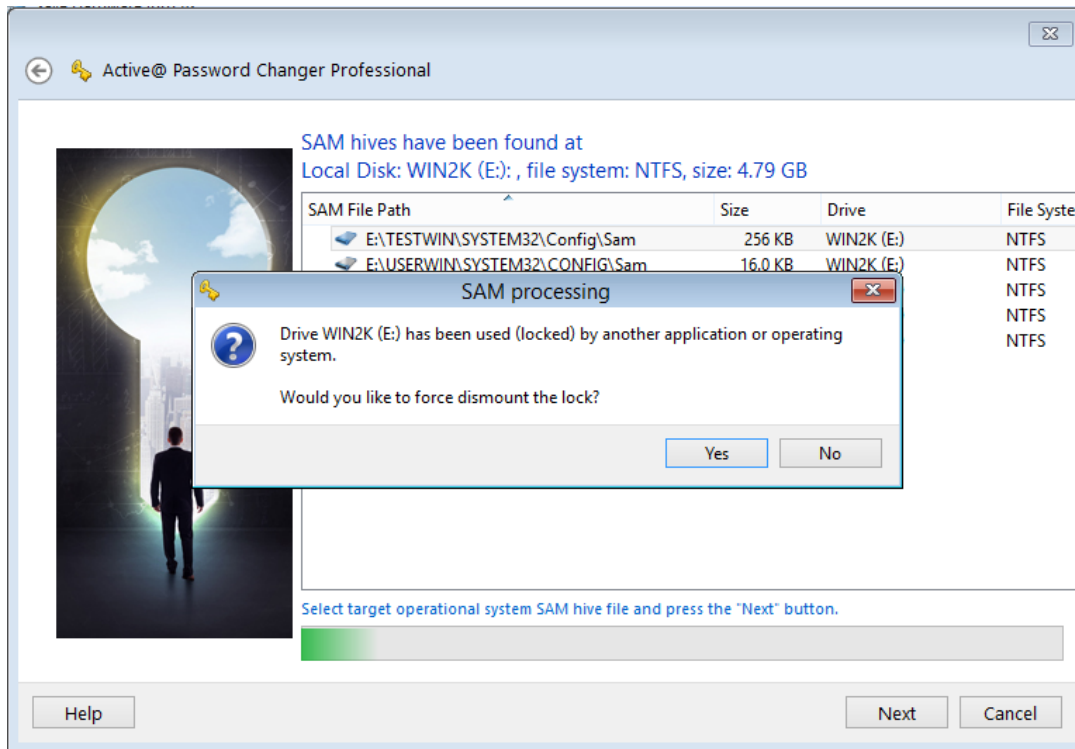 Active@ Password Changer Professional
SAM hives have been found at
Local Disk: WIN2K (E:): , file system: NTFS, size: 4.79 GB
SAM File Path Size Drive File Syste
E:\TESTWIN\SYSTEM32\Config\Sam 256 KB WIN2K (E:) NTFS
E:\USERWIN\SYSTEM32\CONFIG\Sam 16.0 KB WIN2K (E:) NTFS
NTFS
NTFS
NTFS
SAM processing
Drive WIN2K (E:) has been used (locked) by another application or operating
system.
Would you like to force dismount the lock?
Yes No
Select target operational system SAM hive file and press the "Next" button.
Help Next Cancel